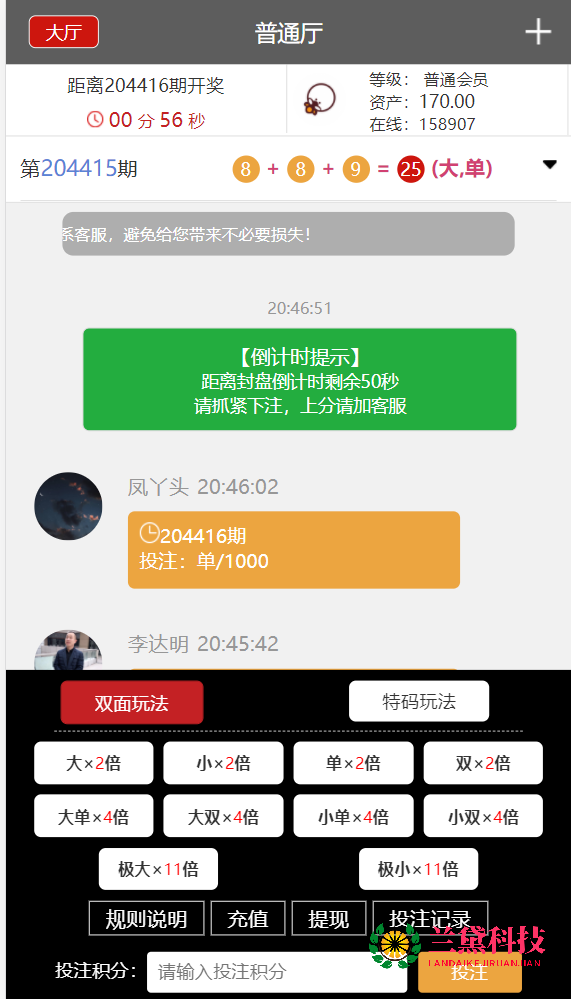 大厅
普通厅
距离204416期开奖
00 分 56 秒
等级： 普通会员
资产：170.00
在线：158907
第204415期
8 + 8 + 9 = 25 (大,单)
系客服，避免给您带来不必要损失！
20:46:51
【倒计时提示】
距离封盘倒计时剩余50秒
请抓紧下注，上分请加客服
凤丫头 20:46:02
204416期
投注：单/1000
李达明 20:45:42
双面玩法
特码玩法
大×2倍
小×2倍
单×2倍
双×2倍
大单×4倍
大双×4倍
小单×4倍
小双×4倍
极大×11倍
极小×11倍
规则说明
充值
提现
投注记录
兰黛科技
LANDAIKEJIRUANJIAN
投注积分：
请输入投注积分
投注